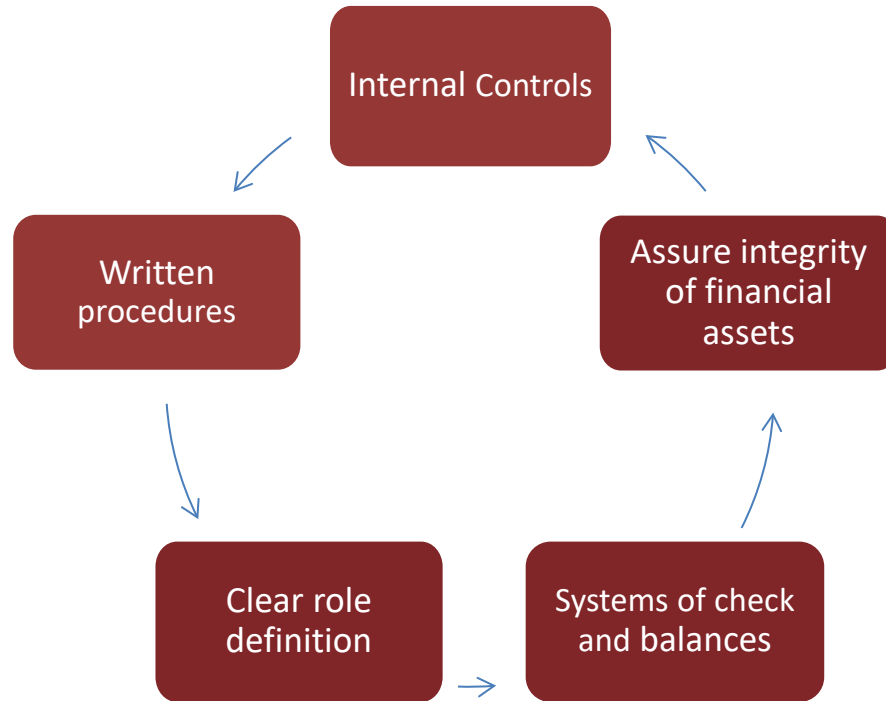 Internal Controls
Written
procedures
Clear role
definition
Systems of check
and balances
Assure integrity
of financial
assets